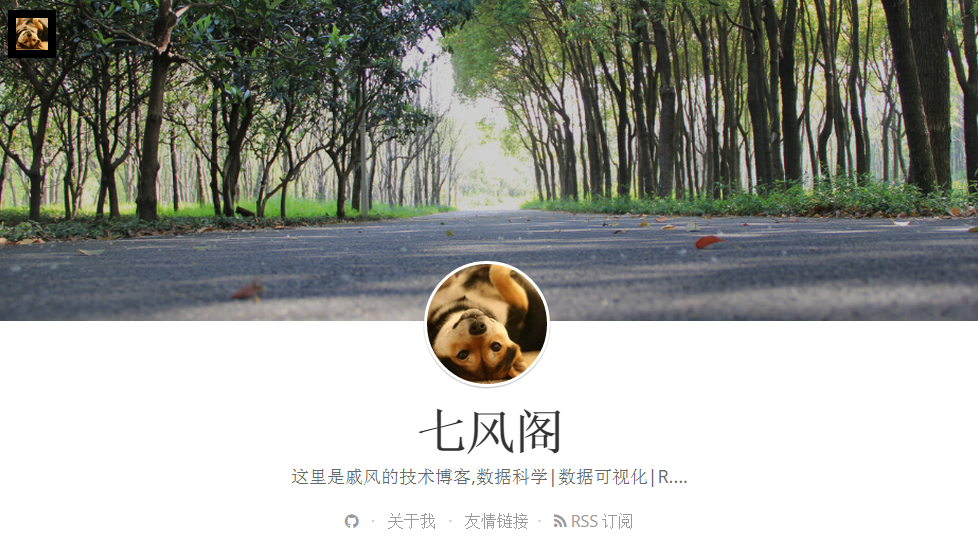 七风阁
这里是戚风的技术博客,数据科学|数据可视化|R....
· 关于我 · 友情链接 · RSS 订阅